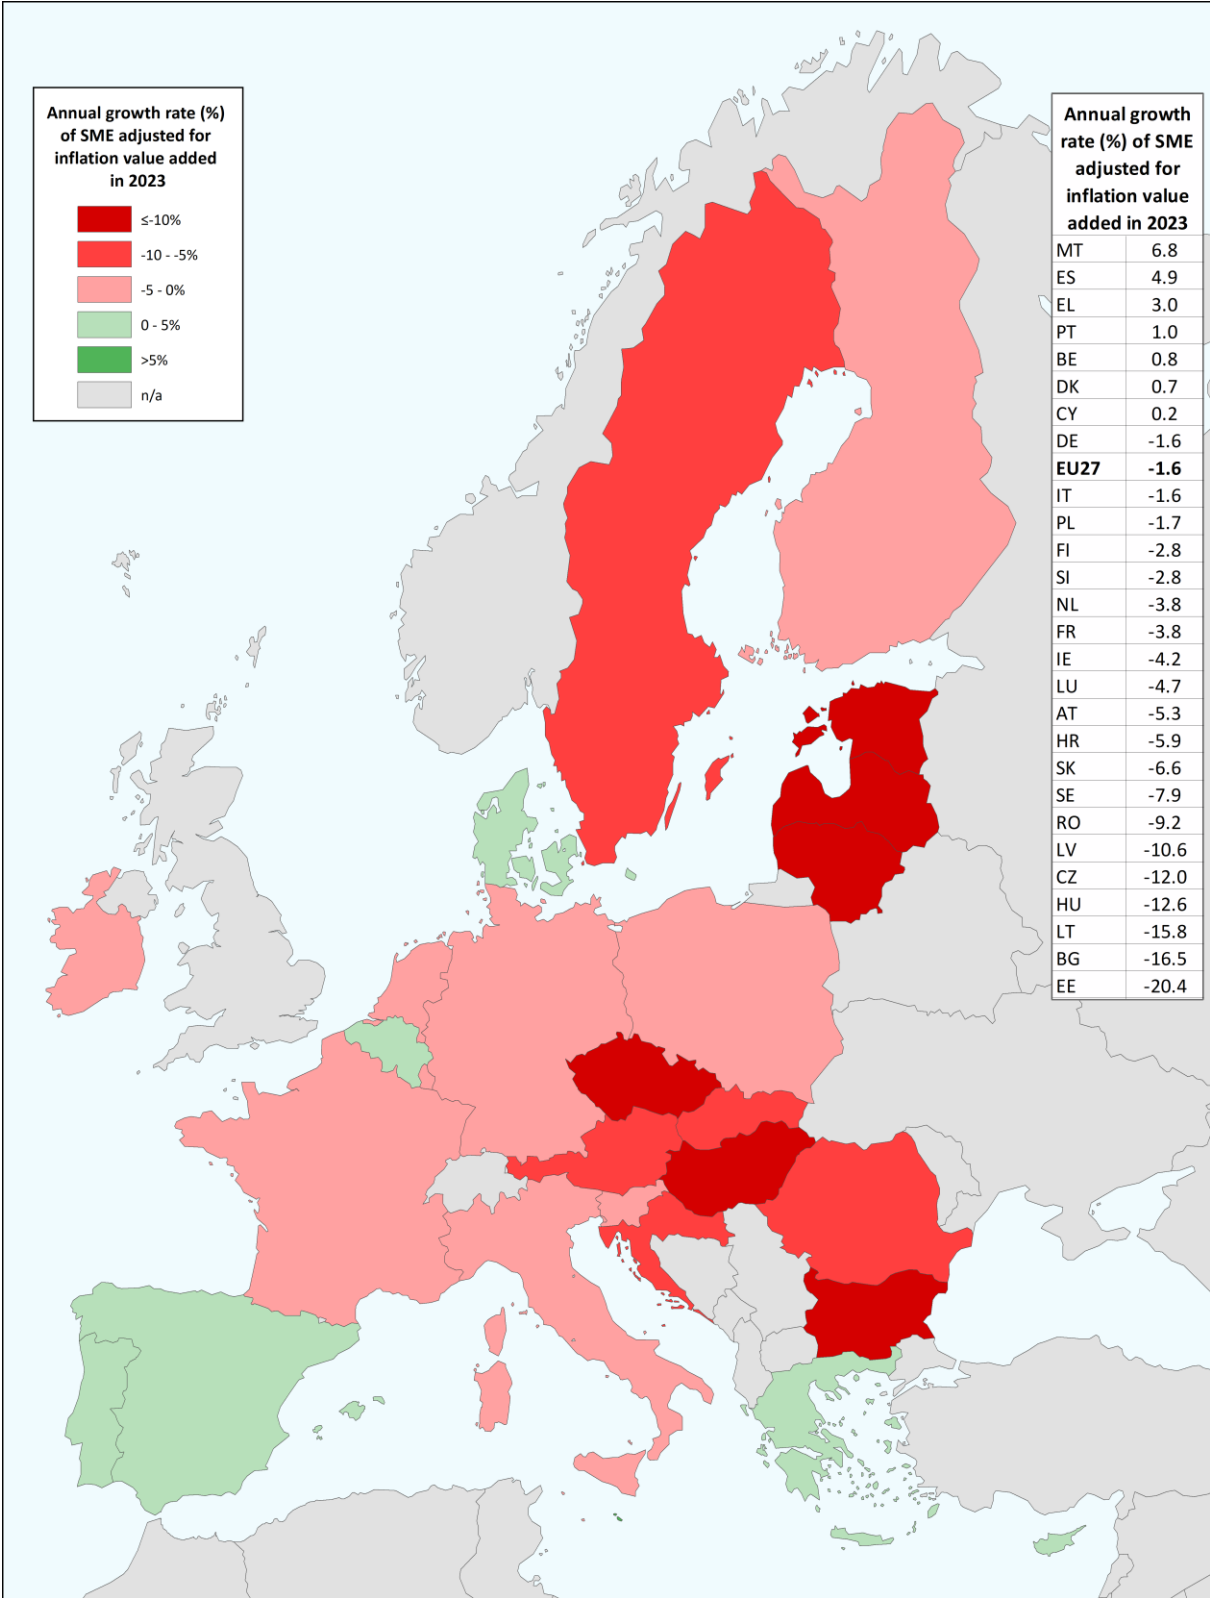 Annual growth rate (%)
of SME adjusted for
inflation value added
in 2023
≤-10%
-10 - -5%
-5 - 0%
0 - 5%
>5%
n/a
Annual growth
rate (%) of SME
adjusted for
inflation value
added in 2023
MT 6.8
ES 4.9
EL 3.0
PT 1.0
BE 0.8
DK 0.7
CY 0.2
DE -1.6
EU27 -1.6
IT -1.6
PL -1.7
FI -2.8
SI -2.8
NL -3.8
FR -3.8
IE -4.2
LU -4.7
AT -5.3
HR -5.9
SK -6.6
SE -7.9
RO -9.2
LV -10.6
CZ -12.0
HU -12.6
LT -15.8
BG -16.5
EE -20.4